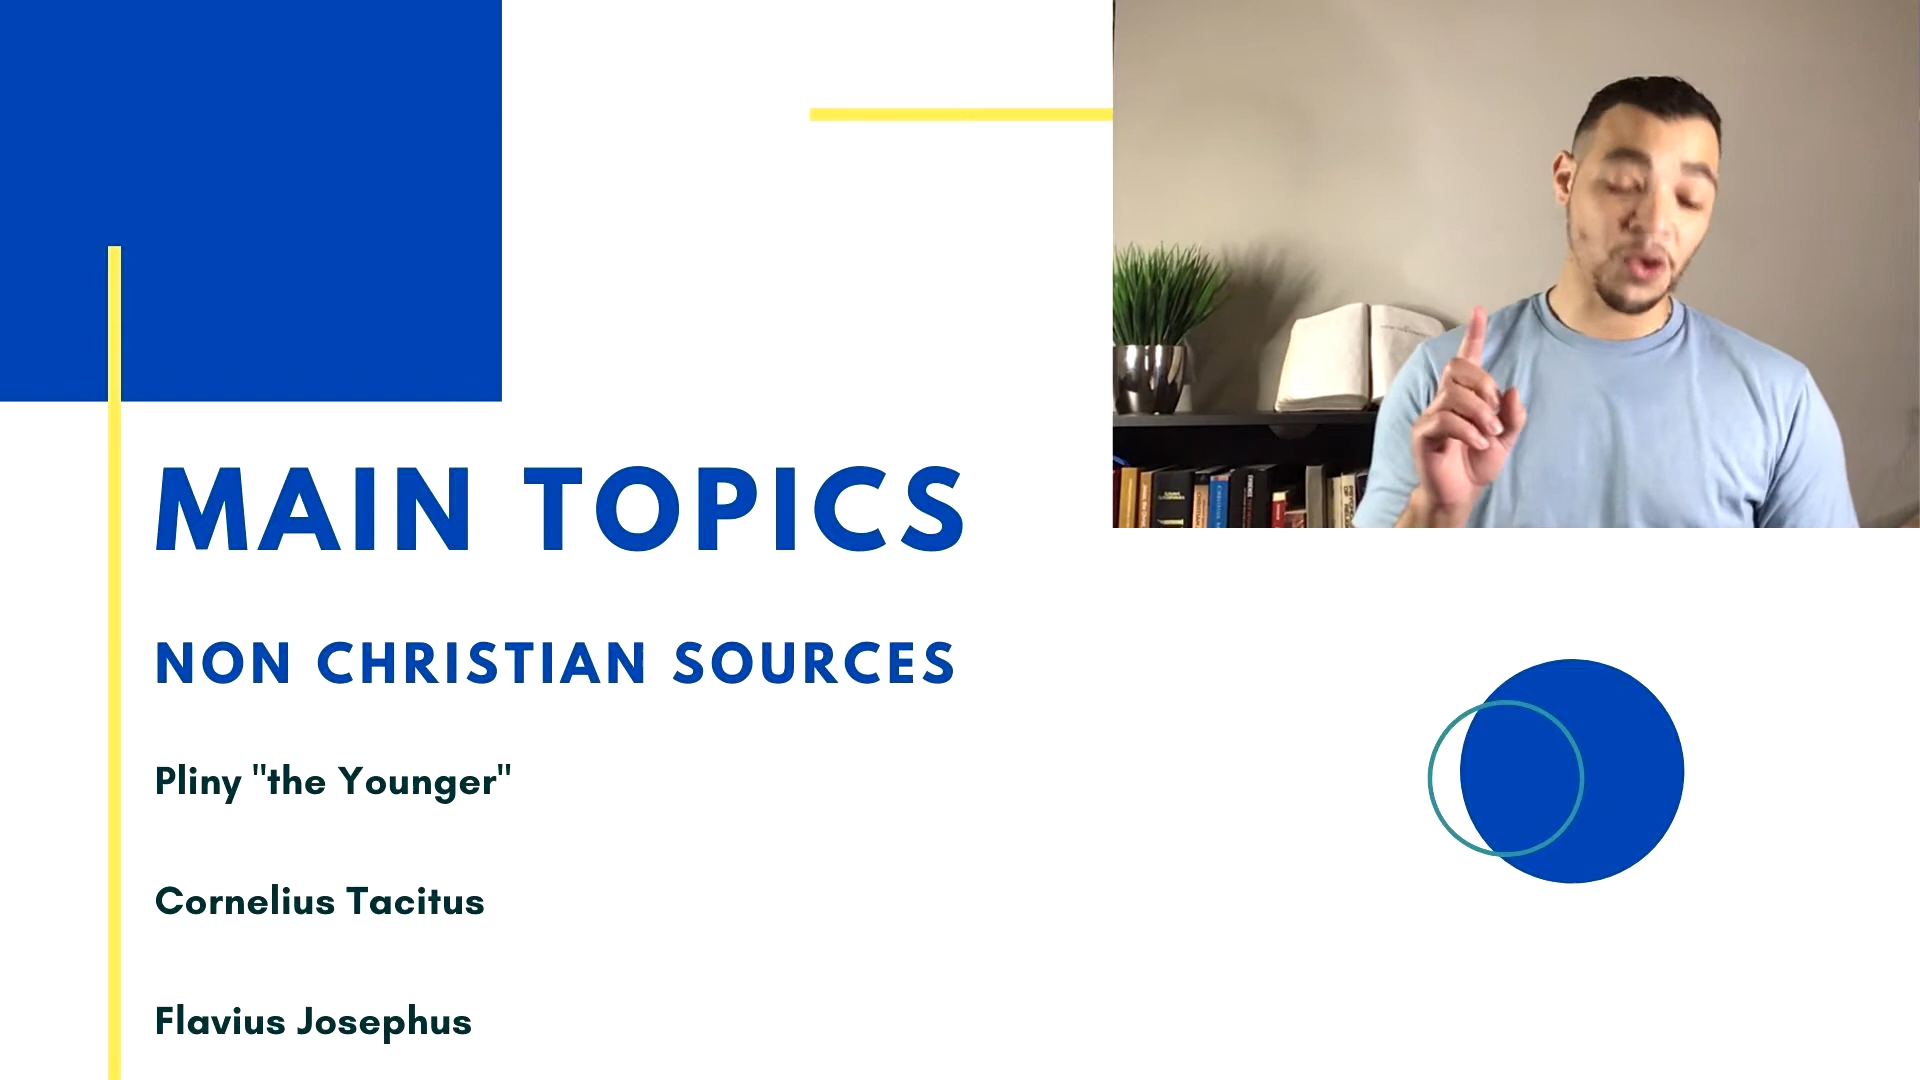 MAIN TOPICS
NON CHRISTIAN SOURCES
Pliny "the Younger"
Cornelius Tacitus
Flavius Josephus